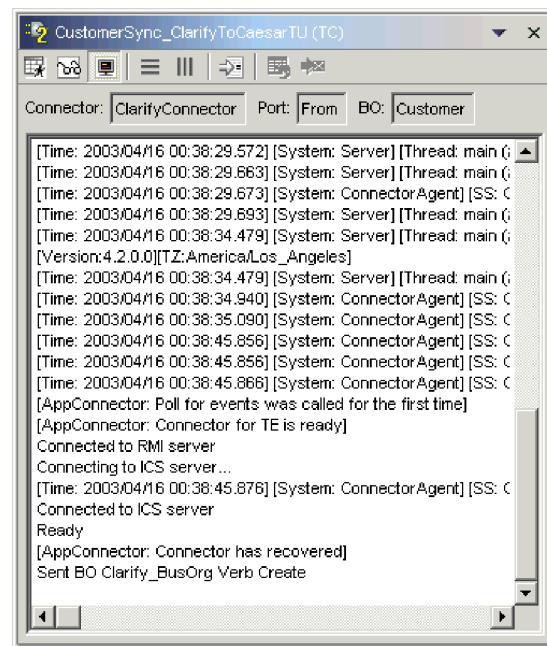 CustomerSync_ClarifyToCaesarTU (TC)
Connector: ClarifyConnector Port: From BO: Customer
[Time: 2003/04/16 00:38:29.572] [System: Server] [Thread: main (
[Time: 2003/04/16 00:38:29.663] [System: Server] [Thread: main (
[Time: 2003/04/16 00:38:29.673] [System: ConnectorAgent] [SS: C
[Time: 2003/04/16 00:38:29.693] [System: Server] [Thread: main (
[Time: 2003/04/16 00:38:34.479] [System: Server] [Thread: main (
[Version:4.2.0.0][TZ:America/Los_Angeles]
[Time: 2003/04/16 00:38:34.479] [System: Server] [Thread: main (
[Time: 2003/04/16 00:38:34.940] [System: ConnectorAgent] [SS: C
[Time: 2003/04/16 00:38:35.090] [System: ConnectorAgent] [SS: C
[Time: 2003/04/16 00:38:45.856] [System: ConnectorAgent] [SS: C
[Time: 2003/04/16 00:38:45.856] [System: ConnectorAgent] [SS: C
[Time: 2003/04/16 00:38:45.866] [System: ConnectorAgent] [SS: C
[AppConnector: Poll for events was called for the first time]
[AppConnector: Connector for TE is ready]
Connected to RMI server
Connecting to ICS server...
[Time: 2003/04/16 00:38:45.876] [System: ConnectorAgent] [SS: C
Connected to ICS server
Ready
[AppConnector: Connector has recovered]
Sent BO Clarify_BusOrg Verb Create